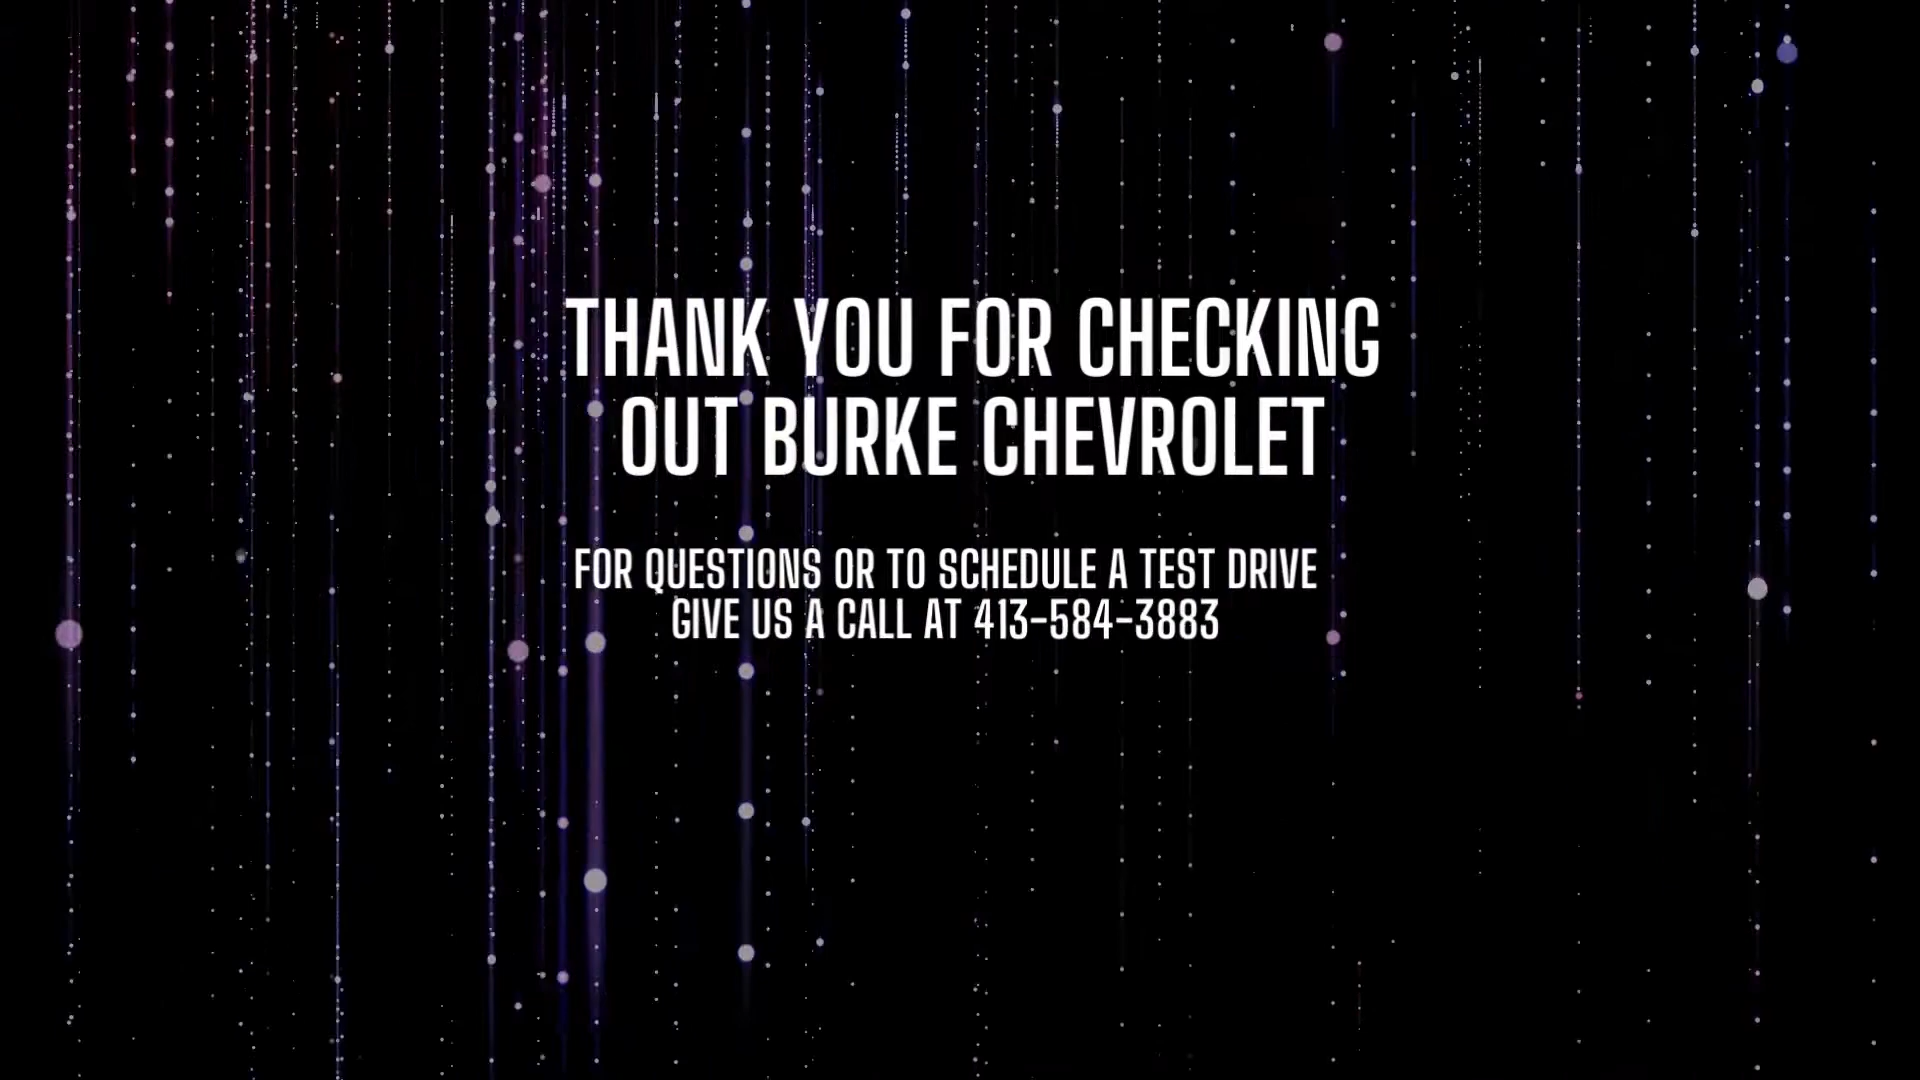 THANK YOU FOR CHECKING
OUT BURKE CHEVROLET
FOR QUESTIONS OR TO SCHEDULE A TEST DRIVE
GIVE US A CALL AT 413-584-3883